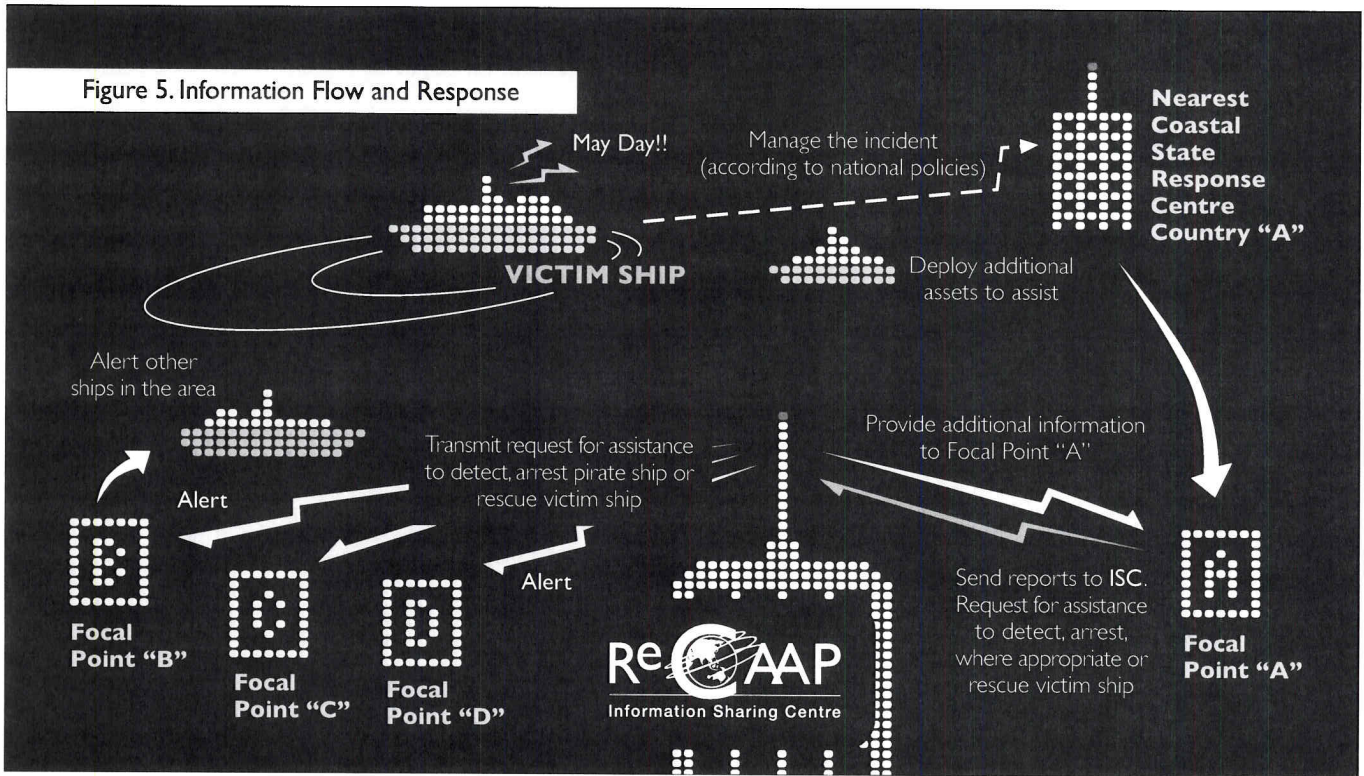 Figure 5. Information Flow and Response
May Day!!
Manage the incident
(according to national policies)
Nearest
Coastal
State
Response
Centre
Country “A”
VICTIM SHIP
Deploy additional
assets to assist
Alert other
ships in the area
Transmit request for assistance
to detect, arrest pirate ship or
rescue victim ship
Provide additional information
to Focal Point “A”
Alert
Alert
B
Focal
Point “B”
C
Focal
Point “C”
D
Focal
Point “D”
ReCAAP
Information Sharing Centre
Send reports to ISC.
Request for assistance
to detect, arrest,
where appropriate or
rescue victim ship
A
Focal
Point “A”